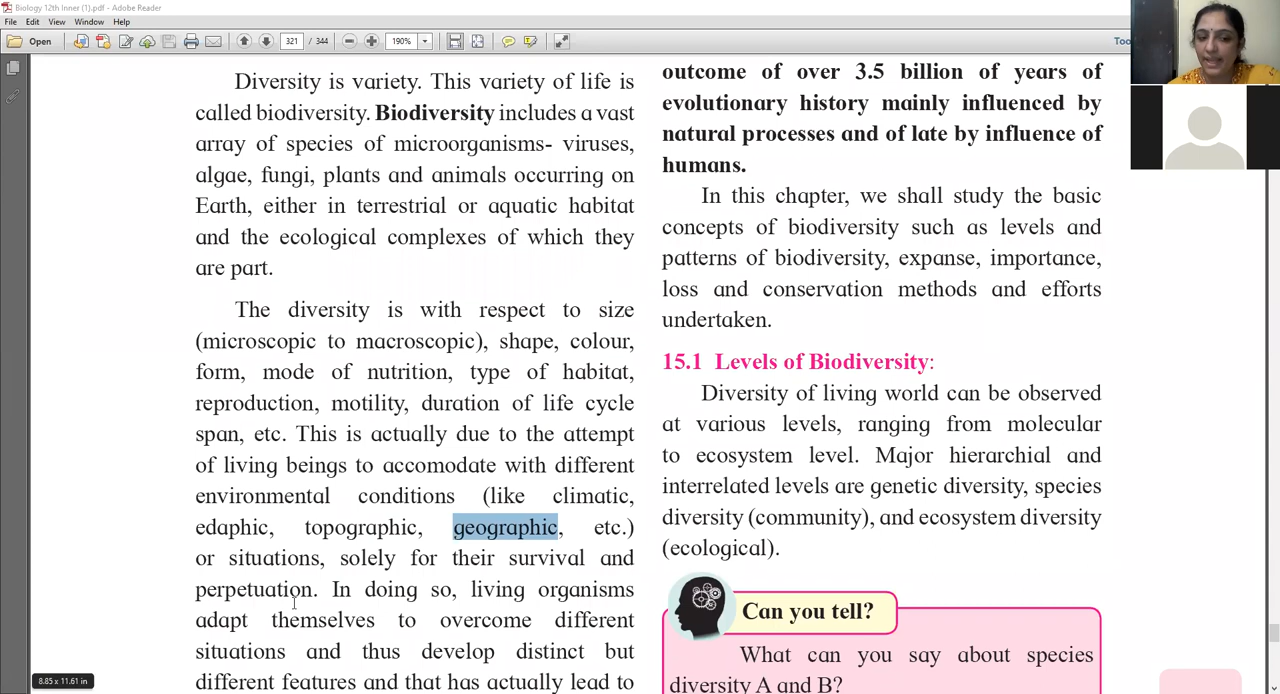 Biology 12th Inner (1).pdf - Adobe Reader
File Edit View Window Help
Open 321 / 344 190% Too
Diversity is variety. This variety of life is
called biodiversity. Biodiversity includes a vast
array of species of microorganisms- viruses,
algae, fungi, plants and animals occurring on
Earth, either in terrestrial or aquatic habitat
and the ecological complexes of which they
are part.
The diversity is with respect to size
(microscopic to macroscopic), shape, colour,
form, mode of nutrition, type of habitat,
reproduction, motility, duration of life cycle
span, etc. This is actually due to the attempt
of living beings to accomodate with different
environmental conditions (like climatic,
edaphic, topographic, geographic, etc.)
or situations, solely for their survival and
perpetuation. In doing so, living organisms
adapt themselves to overcome different
situations and thus develop distinct but
different features and that has actually lead to
8.85 x 11.61 in
outcome of over 3.5 billion of years of
evolutionary history mainly influenced by
natural processes and of late by influence of
humans.
In this chapter, we shall study the basic
concepts of biodiversity such as levels and
patterns of biodiversity, expanse, importance,
loss and conservation methods and efforts
undertaken.
15.1 Levels of Biodiversity:
Diversity of living world can be observed
at various levels, ranging from molecular
to ecosystem level. Major hierarchial and
interrelated levels are genetic diversity, species
diversity (community), and ecosystem diversity
(ecological).
Can you tell?
What can you say about species
diversity A and B?